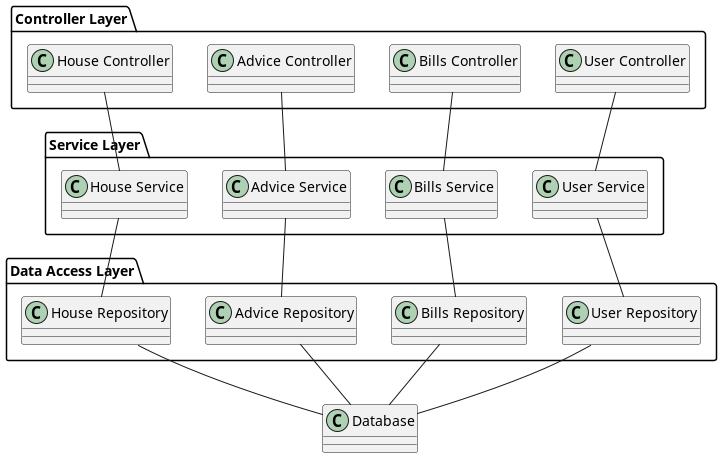 Controller Layer
C House Controller
C Advice Controller
C Bills Controller
C User Controller
Service Layer
C House Service
C Advice Service
C Bills Service
C User Service
Data Access Layer
C House Repository
C Advice Repository
C Bills Repository
C User Repository
C Database